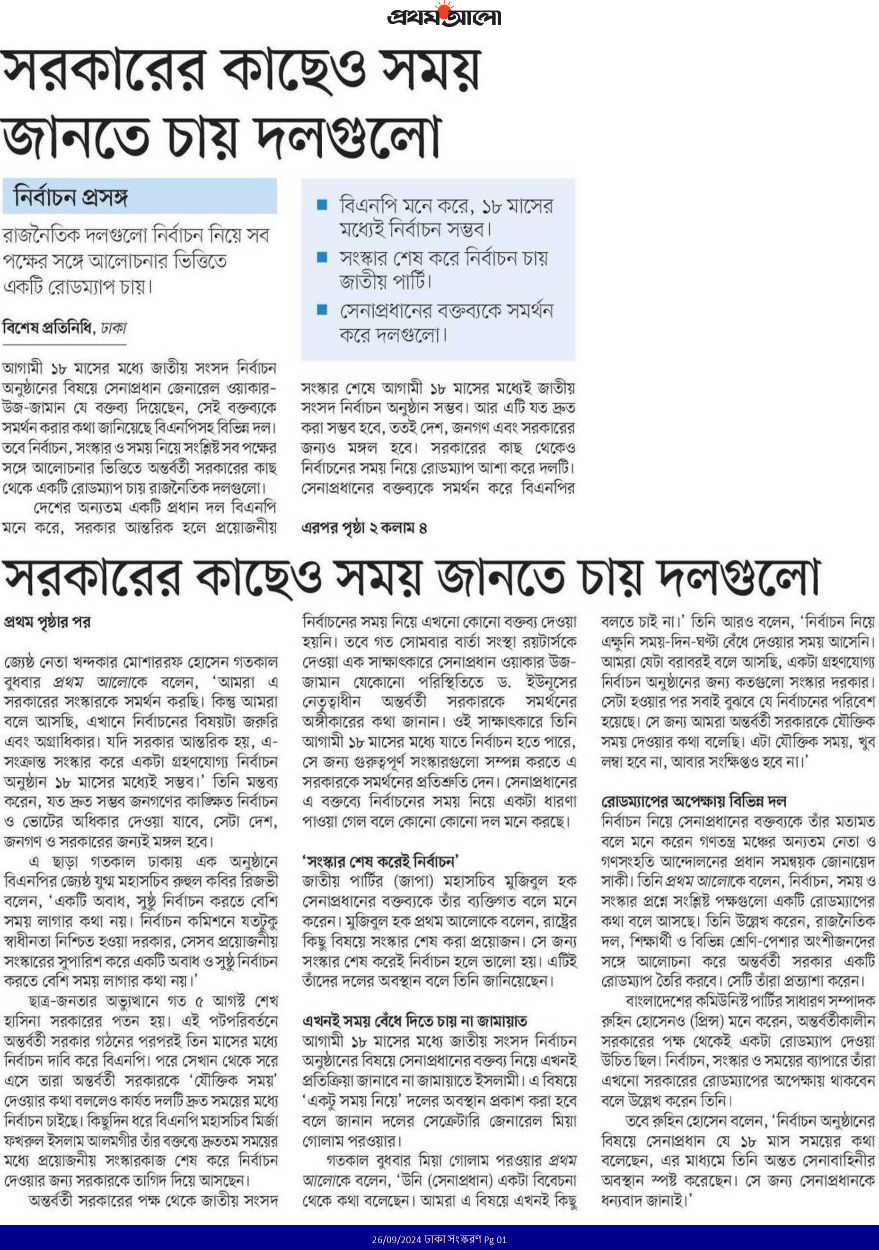 প্রথম আলো
সরকারের কাছেও সময়
জানতে চায় দলগুলো
নির্বাচন প্রসঙ্গ
রাজনৈতিক দলগুলো নির্বাচন নিয়ে সব
পক্ষের সঙ্গে আলোচনার ভিত্তিতে
একটি রোডম্যাপ চায়।
বিশেষ প্রতিনিধি, ঢাকা
আগামী ১৮ মাসের মধ্যে জাতীয় সংসদ নির্বাচন
অনুষ্ঠানের বিষয়ে সেনাপ্রধান জেনারেল ওয়াকার-
উজ-জামান যে বক্তব্য দিয়েছেন, সেই বক্তব্যকে
সমর্থন করার কথা জানিয়েছে বিএনপিসহ বিভিন্ন দল।
তবে নির্বাচন, সংস্কার ও সময় নিয়ে সংশ্লিষ্ট সব পক্ষের
সঙ্গে আলোচনার ভিত্তিতে অন্তর্বর্তী সরকারের কাছ
থেকে একটি রোডম্যাপ চায় রাজনৈতিক দলগুলো।
দেশের অন্যতম একটি প্রধান দল বিএনপি
মনে করে, সরকার আন্তরিক হলে প্রয়োজনীয়
বিএনপি মনে করে, ১৮ মাসের
মধ্যেই নির্বাচন সম্ভব।
সংস্কার শেষ করে নির্বাচন চায়
জাতীয় পার্টি।
সেনাপ্রধানের বক্তব্যকে সমর্থন
করে দলগুলো।
সংস্কার শেষে আগামী ১৮ মাসের মধ্যেই জাতীয়
সংসদ নির্বাচন অনুষ্ঠান সম্ভব। আর এটি যত দ্রুত
করা সম্ভব হবে, ততই দেশ, জনগণ এবং সরকারের
জন্যও মঙ্গল হবে। সরকারের কাছ থেকেও
নির্বাচনের সময় নিয়ে রোডম্যাপ আশা করে দলটি।
সেনাপ্রধানের বক্তব্যকে সমর্থন করে বিএনপির
এরপর পৃষ্ঠা ২ কলাম ৪
সরকারের কাছেও সময় জানতে চায় দলগুলো
প্রথম পৃষ্ঠার পর
জ্যেষ্ঠ নেতা খন্দকার মোশাররফ হোসেন গতকাল
বুধবার প্রথম আলোকে বলেন, ‘আমরা এ
সরকারের সংস্কারকে সমর্থন করছি। কিন্তু আমরা
বলে আসছি, এখানে নির্বাচনের বিষয়টা জরুরি
এবং অগ্রাধিকার। যদি সরকার আন্তরিক হয়, এ-
সংক্রান্ত সংস্কার করে একটা গ্রহণযোগ্য নির্বাচন
অনুষ্ঠান ১৮ মাসের মধ্যেই সম্ভব।’ তিনি মন্তব্য
করেন, যত দ্রুত সম্ভব জনগণের কাঙ্ক্ষিত নির্বাচন
ও ভোটের অধিকার দেওয়া যাবে, সেটা দেশ,
জনগণ ও সরকারের জন্যই মঙ্গল হবে।
এ ছাড়া গতকাল ঢাকায় এক অনুষ্ঠানে
বিএনপির জ্যেষ্ঠ যুগ্ম মহাসচিব রুহুল কবির রিজভী
বলেন, ‘একটি অবাধ, সুষ্ঠু নির্বাচন করতে বেশি
সময় লাগার কথা নয়। নির্বাচন কমিশনে যতটুকু
স্বাধীনতা নিশ্চিত হওয়া দরকার, সেসব প্রয়োজনীয়
সংস্কারের সুপারিশ করে একটি অবাধ ও সুষ্ঠু নির্বাচন
করতে বেশি সময় লাগার কথা নয়।’
ছাত্র-জনতার অভ্যুত্থানে গত ৫ আগস্ট শেখ
হাসিনা সরকারের পতন হয়। এই পটপরিবর্তনে
অন্তর্বর্তী সরকার গঠনের পরপরই তিন মাসের মধ্যে
নির্বাচন দাবি করে বিএনপি। পরে সেখান থেকে সরে
এসে তারা অন্তর্বর্তী সরকারকে ‘যৌক্তিক সময়’
দেওয়ার কথা বললেও কার্যত দলটি দ্রুত সময়ের মধ্যে
নির্বাচন চাইছে। কিছুদিন ধরে বিএনপি মহাসচিব মির্জা
ফখরুল ইসলাম আলমগীর তাঁর বক্তব্যে দ্রুততম সময়ের
মধ্যে প্রয়োজনীয় সংস্কারকাজ শেষ করে নির্বাচন
দেওয়ার জন্য সরকারকে তাগিদ দিয়ে আসছেন।
অন্তর্বর্তী সরকারের পক্ষ থেকে জাতীয় সংসদ
নির্বাচনের সময় নিয়ে এখনো কোনো বক্তব্য দেওয়া
হয়নি। তবে গত সোমবার বার্তা সংস্থা রয়টার্সকে
দেওয়া এক সাক্ষাৎকারে সেনাপ্রধান ওয়াকার উজ-
জামান যেকোনো পরিস্থিতিতে ড. ইউনূসের
নেতৃত্বাধীন অন্তর্বর্তী সরকারকে সমর্থনের
অঙ্গীকারের কথা জানান। ওই সাক্ষাৎকারে তিনি
আগামী ১৮ মাসের মধ্যে যাতে নির্বাচন হতে পারে,
সে জন্য গুরুত্বপূর্ণ সংস্কারগুলো সম্পন্ন করতে এ
সরকারকে সমর্থনের প্রতিশ্রুতি দেন। সেনাপ্রধানের
এ বক্তব্যে নির্বাচনের সময় নিয়ে একটা ধারণা
পাওয়া গেল বলে কোনো কোনো দল মনে করছে।
‘সংস্কার শেষ করেই নির্বাচন’
জাতীয় পার্টির (জাপা) মহাসচিব মুজিবুল হক
সেনাপ্রধানের বক্তব্যকে তাঁর ব্যক্তিগত বলে মনে
করেন। মুজিবুল হক প্রথম আলোকে বলেন, রাষ্ট্রের
কিছু বিষয়ে সংস্কার শেষ করা প্রয়োজন। সে জন্য
সংস্কার শেষ করেই নির্বাচন হলে ভালো হয়। এটিই
তাঁদের দলের অবস্থান বলে তিনি জানিয়েছেন।
এখনই সময় বেঁধে দিতে চায় না জামায়াত
আগামী ১৮ মাসের মধ্যে জাতীয় সংসদ নির্বাচন
অনুষ্ঠানের বিষয়ে সেনাপ্রধানের বক্তব্য নিয়ে এখনই
প্রতিক্রিয়া জানাবে না জামায়াতে ইসলামী। এ বিষয়ে
‘একটু সময় নিয়ে’ দলের অবস্থান প্রকাশ করা হবে
বলে জানান দলের সেক্রেটারি জেনারেল মিয়া
গোলাম পরওয়ার।
গতকাল বুধবার মিয়া গোলাম পরওয়ার প্রথম
আলোকে বলেন, ‘উনি (সেনাপ্রধান) একটা বিবেচনা
থেকে কথা বলেছেন। আমরা এ বিষয়ে এখনই কিছু
বলতে চাই না।’ তিনি আরও বলেন, ‘নির্বাচন নিয়ে
এক্ষুনি সময়-দিন-ঘণ্টা বেঁধে দেওয়ার সময় আসেনি।
আমরা যেটা বরাবরই বলে আসছি, একটা গ্রহণযোগ্য
নির্বাচন অনুষ্ঠানের জন্য কতগুলো সংস্কার দরকার।
সেটা হওয়ার পর সবাই বুঝবে যে নির্বাচনের পরিবেশ
হয়েছে। সে জন্য আমরা অন্তর্বর্তী সরকারকে যৌক্তিক
সময় দেওয়ার কথা বলেছি। এটা যৌক্তিক সময়, খুব
লম্বা হবে না, আবার সংক্ষিপ্তও হবে না।’
রোডম্যাপের অপেক্ষায় বিভিন্ন দল
নির্বাচন নিয়ে সেনাপ্রধানের বক্তব্যকে তাঁর মতামত
বলে মনে করেন গণতন্ত্র মঞ্চের অন্যতম নেতা ও
গণসংহতি আন্দোলনের প্রধান সমন্বয়ক জোনায়েদ
সাকী। তিনি প্রথম আলোকে বলেন, নির্বাচন, সময় ও
সংস্কার প্রশ্নে সংশ্লিষ্ট পক্ষগুলো একটি রোডম্যাপের
কথা বলে আসছে। তিনি উল্লেখ করেন, রাজনৈতিক
দল, শিক্ষার্থী ও বিভিন্ন শ্রেণি-পেশার অংশীজনদের
সঙ্গে আলোচনা করে অন্তর্বর্তী সরকার একটি
রোডম্যাপ তৈরি করবে। সেটি তাঁরা প্রত্যাশা করেন।
বাংলাদেশের কমিউনিস্ট পার্টির সাধারণ সম্পাদক
রুহিন হোসেনও (প্রিন্স) মনে করেন, অন্তর্বর্তীকালীন
সরকারের পক্ষ থেকেই একটা রোডম্যাপ দেওয়া
উচিত ছিল। নির্বাচন, সংস্কার ও সময়ের ব্যাপারে তাঁরা
এখনো সরকারের রোডম্যাপের অপেক্ষায় থাকবেন
বলে উল্লেখ করেন তিনি।
তবে রুহিন হোসেন বলেন, ‘নির্বাচন অনুষ্ঠানের
বিষয়ে সেনাপ্রধান যে ১৮ মাস সময়ের কথা
বলেছেন, এর মাধ্যমে তিনি অন্তত সেনাবাহিনীর
অবস্থান স্পষ্ট করেছেন। সে জন্য সেনাপ্রধানকে
ধন্যবাদ জানাই।’
26/09/2024 ঢাকা সংস্করণ Pg 01